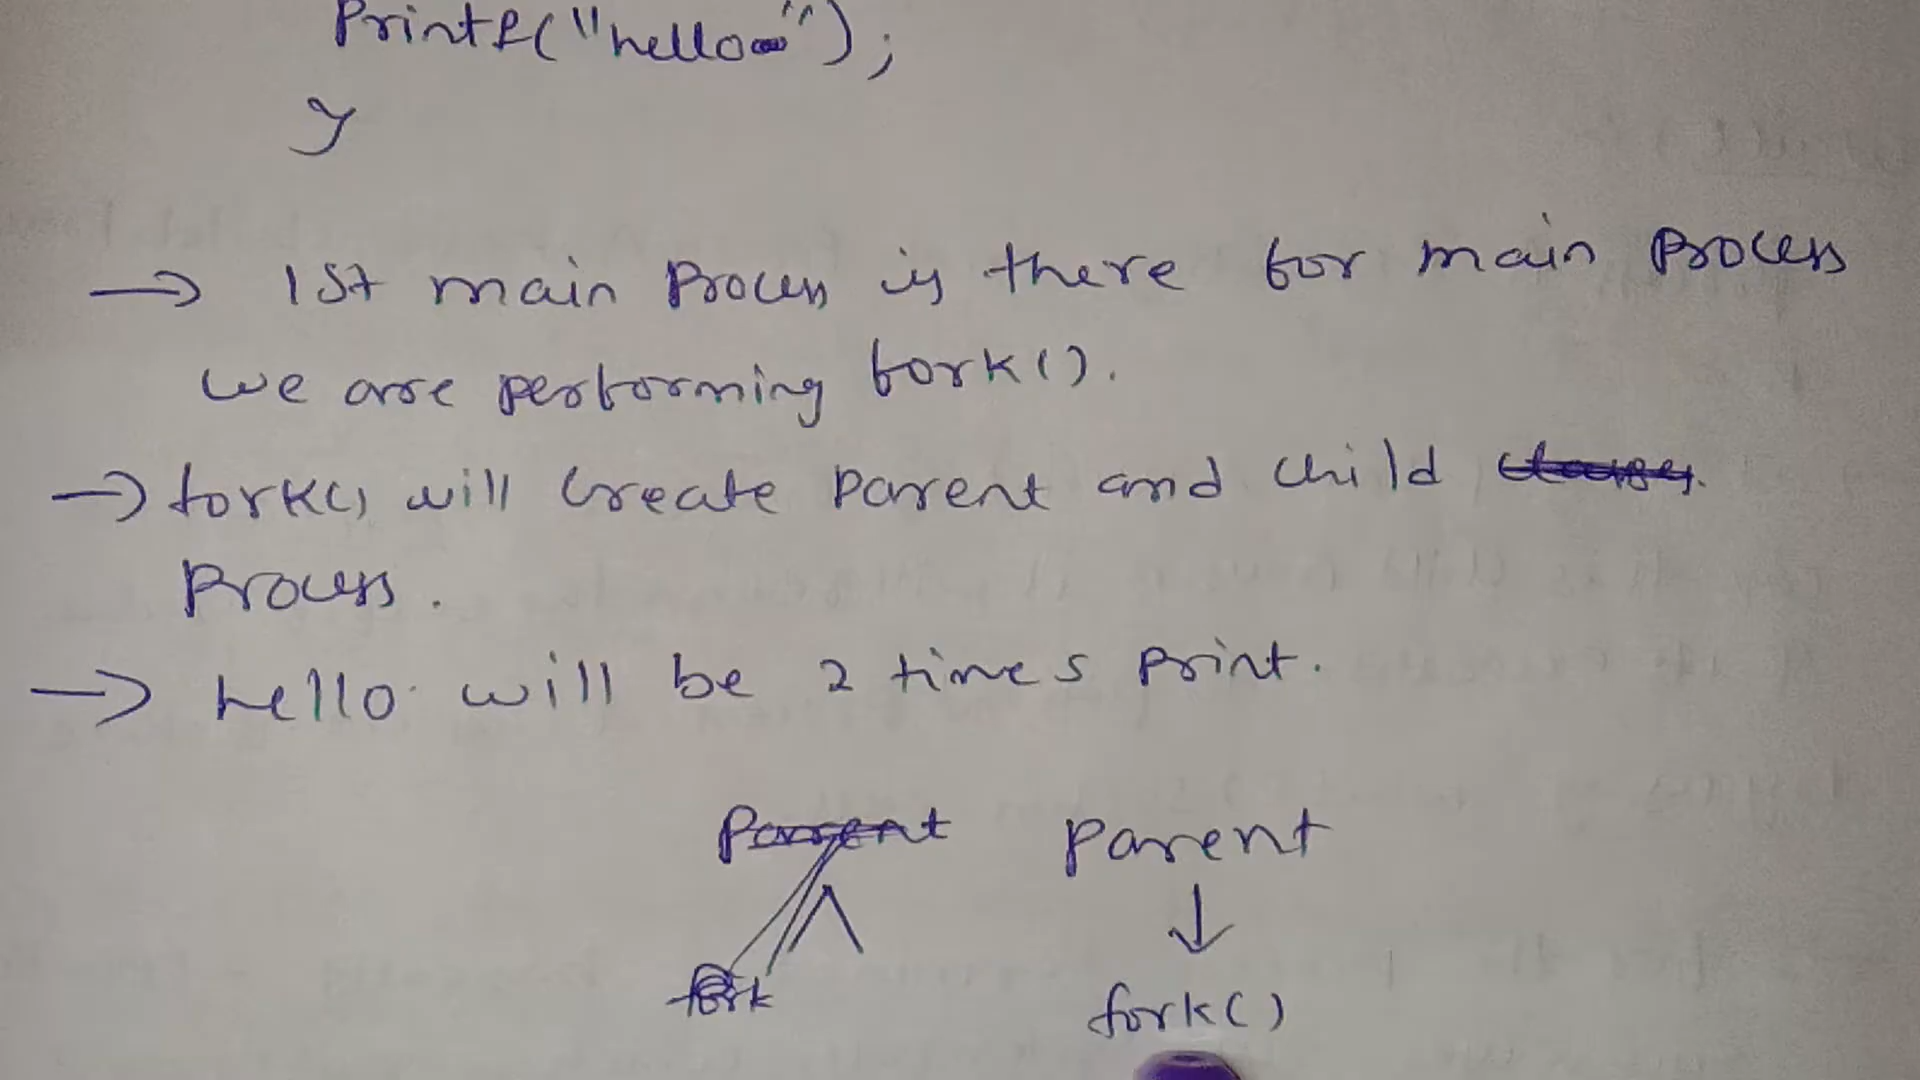 Printf("hello");
}
→ 1st main Process is there for main Process
we are performing fork().
→ fork() will create Parent and child
Process.
→ hello will be 2 times print.
Parent Parent
↓
fork fork()